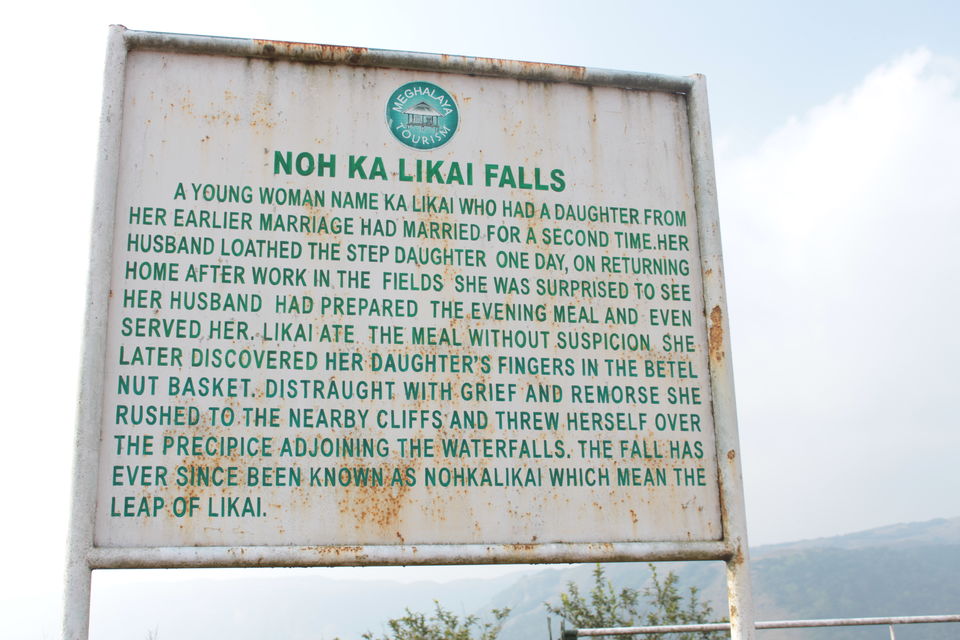 MEGHALAYA
TOURISM
NOH KA LIKAI FALLS
A YOUNG WOMAN NAME KA LIKAI WHO HAD A DAUGHTER FROM
HER EARLIER MARRIAGE HAD MARRIED FOR A SECOND TIME.HER
HUSBAND LOATHED THE STEP DAUGHTER ONE DAY, ON RETURNING
HOME AFTER WORK IN THE FIELDS SHE WAS SURPRISED TO SEE
HER HUSBAND HAD PREPARED THE EVENING MEAL AND EVEN
SERVED HER. LIKAI ATE THE MEAL WITHOUT SUSPICION SHE
LATER DISCOVERED HER DAUGHTER'S FINGERS IN THE BETEL
NUT BASKET. DISTRAUGHT WITH GRIEF AND REMORSE SHE
RUSHED TO THE NEARBY CLIFFS AND THREW HERSELF OVER
THE PRECIPICE ADJOINING THE WATERFALLS. THE FALL HAS
EVER SINCE BEEN KNOWN AS NOHKALIKAI WHICH MEAN THE
LEAP OF LIKAI.